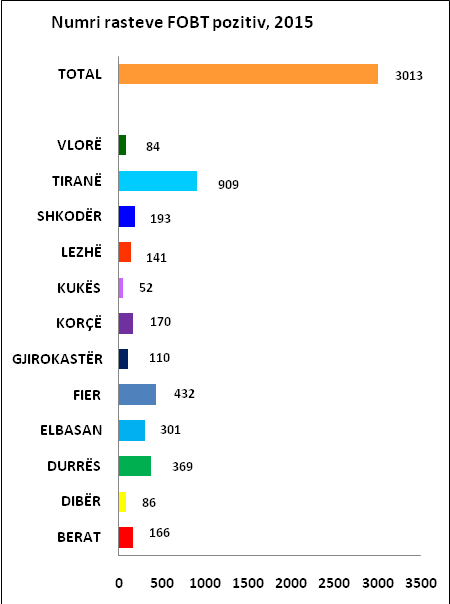 Numri rasteve FOBT pozitiv, 2015
TOTAL 3013
VLORË 84
TIRANË 909
SHKODËR 193
LEZHË 141
KUKËS 52
KORÇË 170
GJIROKASTËR 110
FIER 432
ELBASAN 301
DURRËS 369
DIBËR 86
BERAT 166
0 500 1000 1500 2000 2500 3000 3500